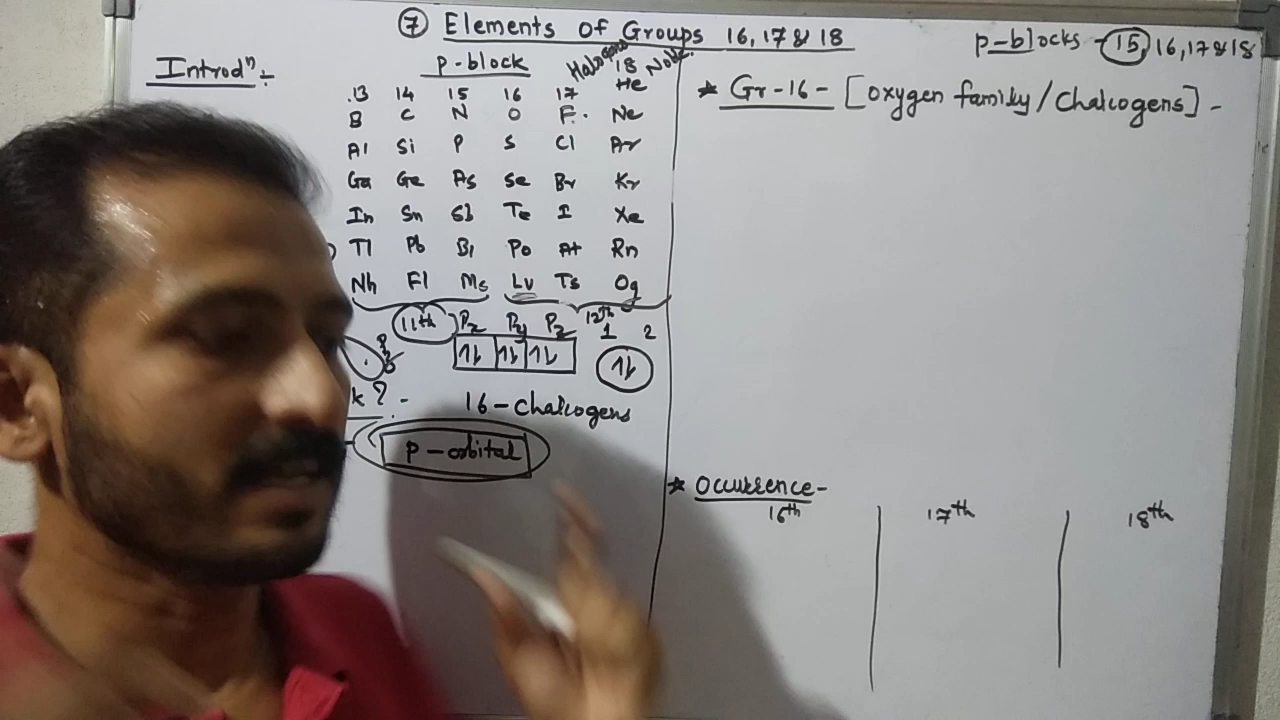 ⑦ Elements of Groups 16, 17 & 18
p-blocks - 15, 16, 17 & 18
Introdⁿ :-
p-block
Halogens
Noble.
13 14 15 16 17 18
He
B C N O F. Ne
Al Si P S Cl Ar
Ga Ge As Se Br Kr
In Sn Sb Te I Xe
Tl Pb Bi Po At Rn
Nh Fl Mc Lv Ts Og
11th
12th
Px Py Pz 1 2
⇅ ⇅ ⇅ ⇅
k ? -
16 - chalcogens
p - orbital
* Gr - 16 - [Oxygen family / Chalcogens] -
* Occurrence -
16th 17th 18th